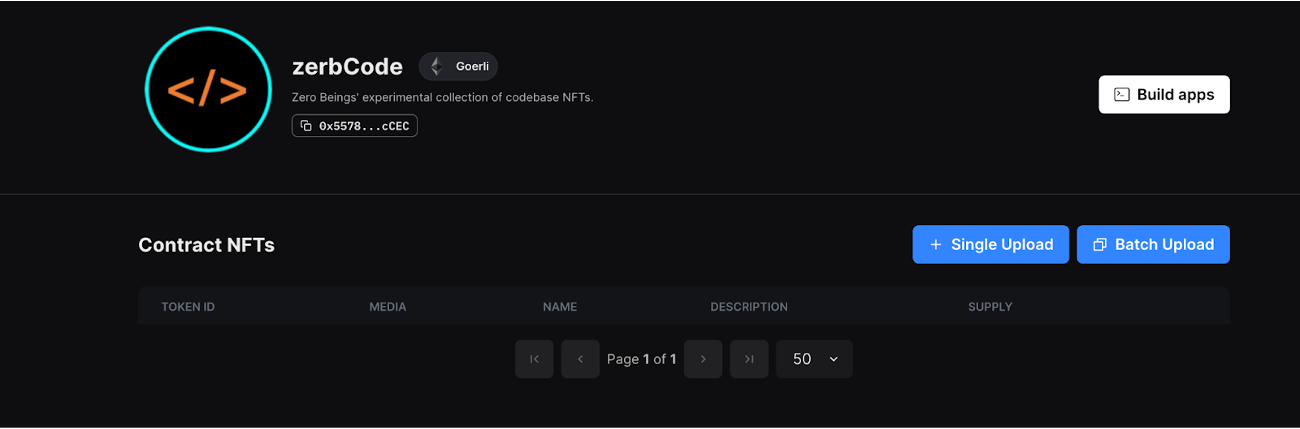 </>
zerbCode
Goerli
Zero Beings' experimental collection of codebase NFTs.
0x5578...cCEC
Build apps
Contract NFTs
+ Single Upload
Batch Upload
TOKEN ID MEDIA NAME DESCRIPTION SUPPLY
Page 1 of 1
50